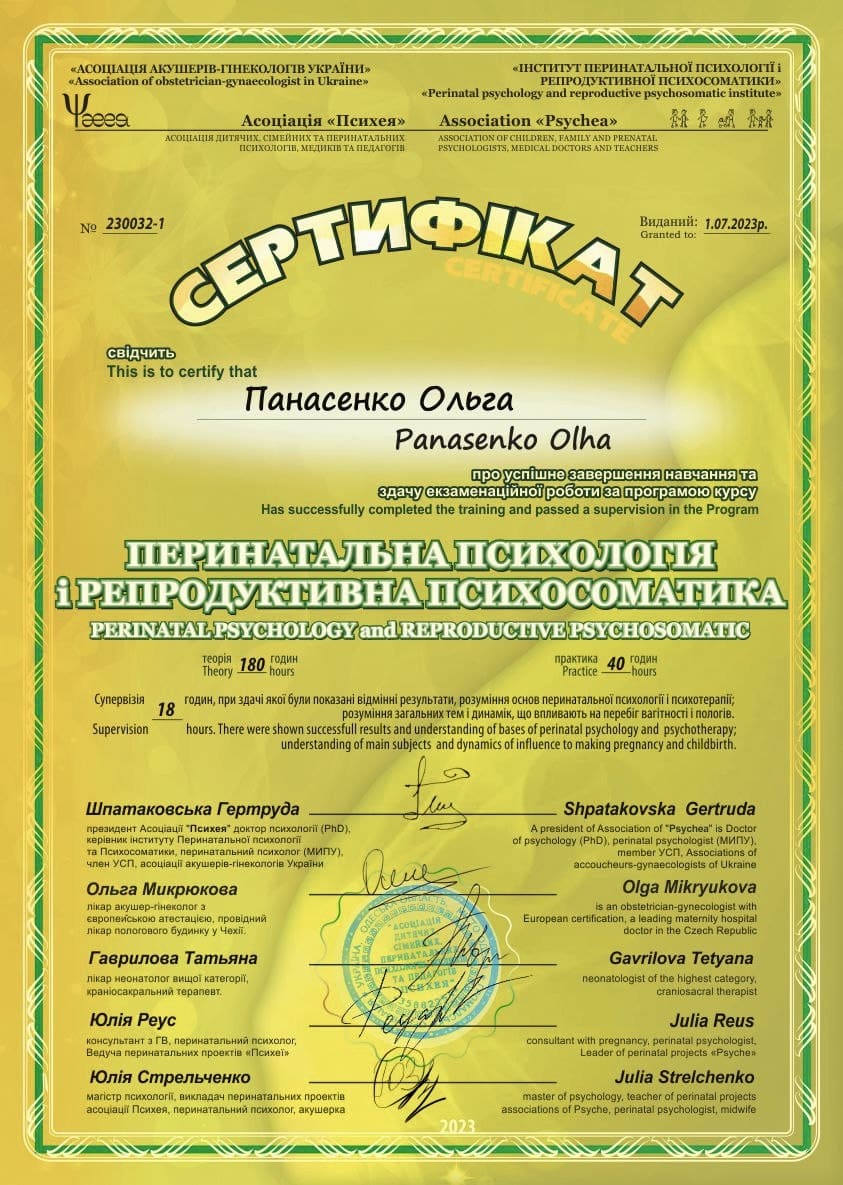 «АСОЦІАЦІЯ АКУШЕРІВ-ГІНЕКОЛОГІВ УКРАЇНИ»
«Association of obstetrician-gynaecologist in Ukraine»
«ІНСТИТУТ ПЕРИНАТАЛЬНОЇ ПСИХОЛОГІЇ і
РЕПРОДУКТИВНОЇ ПСИХОСОМАТИКИ»
«Perinatal psychology and reproductive psychosomatic institute»
Асоціація «Психея»
Association «Psychea»
АСОЦІАЦІЯ ДИТЯЧИХ, СІМЕЙНИХ ТА ПЕРИНАТАЛЬНИХ
ПСИХОЛОГІВ, МЕДИКІВ ТА ПЕДАГОГІВ
ASSOCIATION OF CHILDREN, FAMILY AND PRENATAL
PSYCHOLOGISTS, MEDICAL DOCTORS AND TEACHERS
№ 230032-1
Виданий: 1.07.2023р.
Granted to:
СЕРТИФІКАТ
CERTIFICATE
свідчить
This is to certify that
Панасенко Ольга
Panasenko Olha
про успішне завершення навчання та
здачу екзаменаційної роботи за програмою курсу
Has successfully completed the training and passed a supervision in the Program
ПЕРИНАТАЛЬНА ПСИХОЛОГІЯ
і РЕПРОДУКТИВНА ПСИХОСОМАТИКА
PERINATAL PSYCHOLOGY and REPRODUCTIVE PSYCHOSOMATIC
теорія 180 годин
Theory hours
практика 40 годин
Practice hours
Супервізія 18 годин, при здачі якої були показані відмінні результати, розуміння основ перинатальної психології і психотерапії;
розуміння загальних тем і динамік, що впливають на перебіг вагітності і пологів.
Supervision hours. There were shown successfull results and understanding of bases of perinatal psychology and psychotherapy;
understanding of main subjects and dynamics of influence to making pregnancy and childbirth.
Шпатаковська Гертруда
президент Асоціації "Психея" доктор психології (PhD),
керівник інституту Перинатальної психології
та Психосоматики, перинатальний психолог (МИПУ),
член УСП, асоціації акушерів-гінекологів України
Shpatakovska Gertruda
A president of Association of "Psychea" is Doctor
of psychology (PhD), perinatal psychologist (МИПУ),
member УСП, Associations of
accoucheurs-gynaecologists of Ukraine
Ольга Микрюкова
лікар акушер-гінеколог з
європейською атестацією, провідний
лікар пологового будинку у Чехії.
Olga Mikryukova
is an obstetrician-gynecologist with
European certification, a leading maternity hospital
doctor in the Czech Republic
Гаврилова Татьяна
лікар неонатолог вищої категорії,
краніосакральний терапевт.
Gavrilova Tetyana
neonatologist of the highest category,
craniosacral therapist
Юлія Реус
консультант з ГВ, перинатальний психолог,
Ведуча перинатальних проектів «Психеї»
Julia Reus
consultant with pregnancy, perinatal psychologist,
Leader of perinatal projects «Psyche»
Юлія Стрельченко
магістр психології, викладач перинатальних проектів
асоціації Психея, перинатальний психолог, акушерка
Julia Strelchenko
master of psychology, teacher of perinatal projects
associations of Psyche, perinatal psychologist, midwife
"АСОЦІАЦІЯ
ДИТЯЧИХ,
СІМЕЙНИХ,
ПЕРИНАТАЛЬНИХ
ТА ПЕДАГОГІВ
"ПСИХЕЯ"
2023